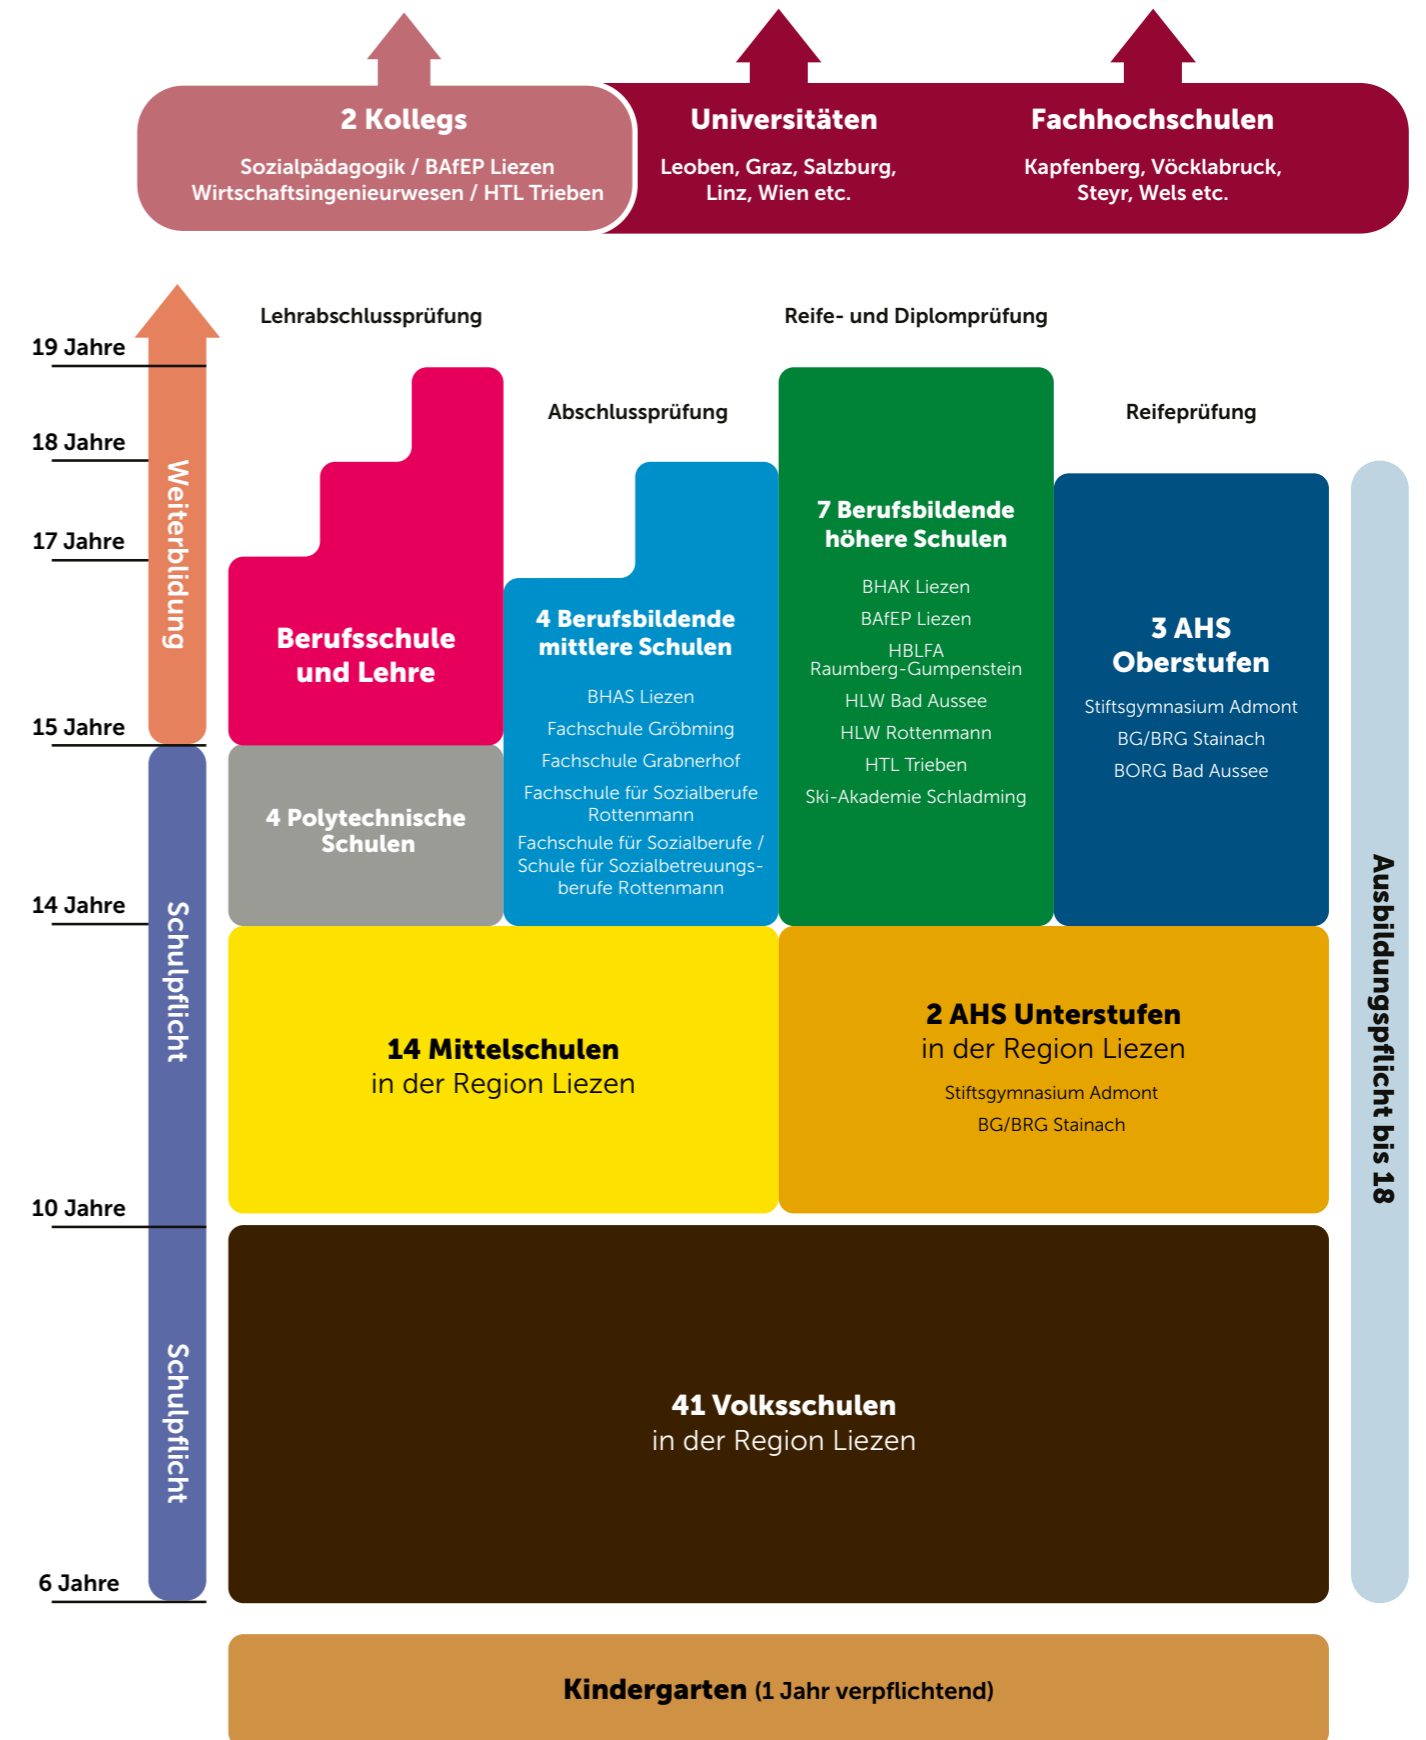 2 Kollegs
Sozialpädagogik / BAfEP Liezen
Wirtschaftsingenieurwesen / HTL Trieben
Universitäten
Leoben, Graz, Salzburg,
Linz, Wien etc.
Fachhochschulen
Kapfenberg, Vöcklabruck,
Steyr, Wels etc.
Lehrabschlussprüfung
Reife- und Diplomprüfung
19 Jahre
Abschlussprüfung
Reifeprüfung
18 Jahre
17 Jahre
15 Jahre
14 Jahre
10 Jahre
6 Jahre
Weiterblidung
Schulpflicht
Schulpflicht
Berufsschule
und Lehre
4 Polytechnische
Schulen
4 Berufsbildende
mittlere Schulen
BHAS Liezen
Fachschule Gröbming
Fachschule Grabnerhof
Fachschule für Sozialberufe
Rottenmann
Fachschule für Sozialberufe /
Schule für Sozialbetreuungs-
berufe Rottenmann
7 Berufsbildende
höhere Schulen
BHAK Liezen
BAfEP Liezen
HBLFA
Raumberg-Gumpenstein
HLW Bad Aussee
HLW Rottenmann
HTL Trieben
Ski-Akademie Schladming
3 AHS
Oberstufen
Stiftsgymnasium Admont
BG/BRG Stainach
BORG Bad Aussee
Ausbildungspflicht bis 18
14 Mittelschulen
in der Region Liezen
2 AHS Unterstufen
in der Region Liezen
Stiftsgymnasium Admont
BG/BRG Stainach
41 Volksschulen
in der Region Liezen
Kindergarten (1 Jahr verpflichtend)